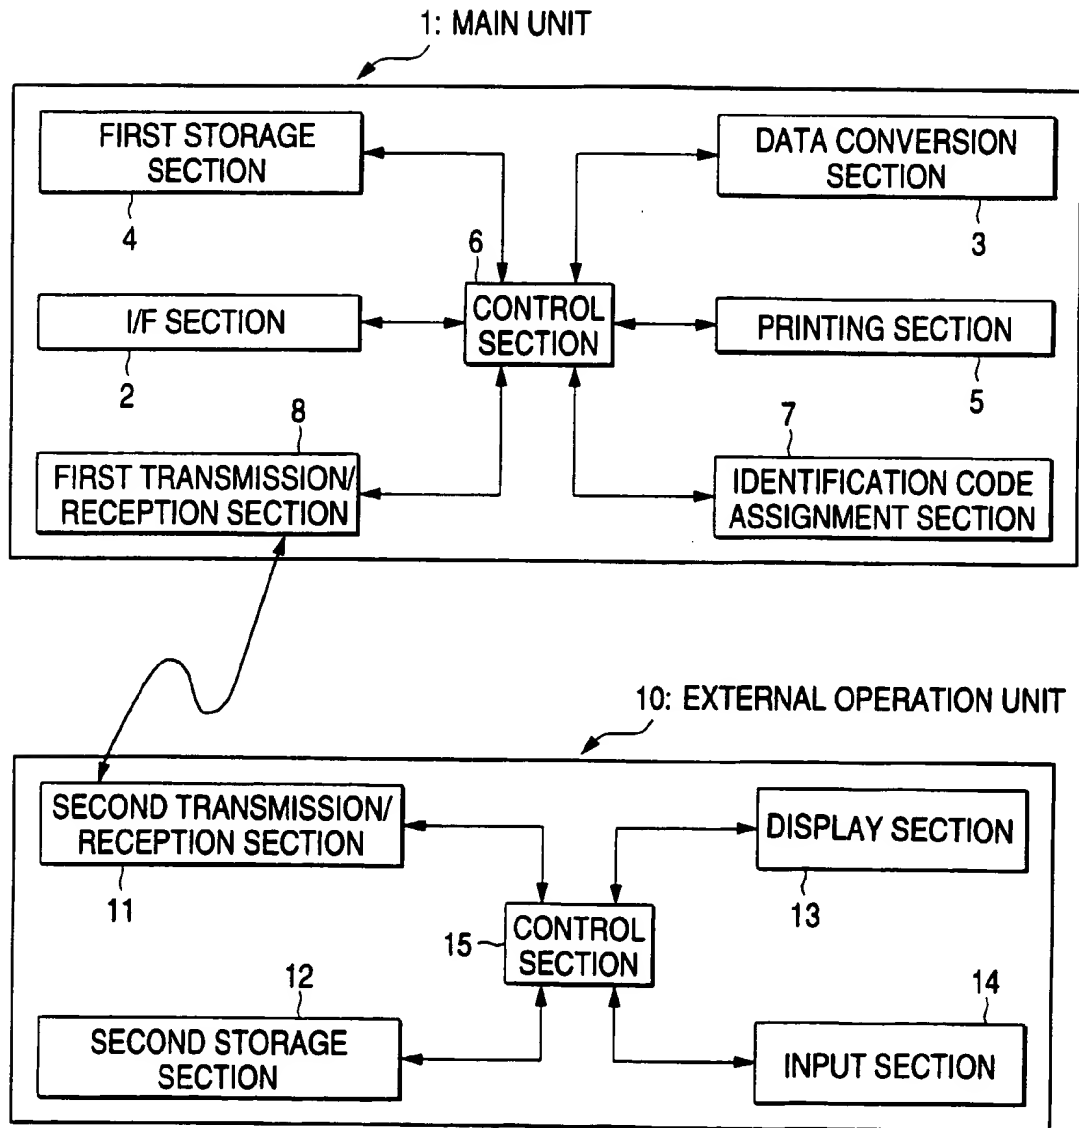 1: MAIN UNIT
FIRST STORAGE
SECTION
4
DATA CONVERSION
SECTION
3
6
CONTROL
SECTION
I/F SECTION
2
PRINTING SECTION
5
8
FIRST TRANSMISSION/
RECEPTION SECTION
7
IDENTIFICATION CODE
ASSIGNMENT SECTION
10: EXTERNAL OPERATION UNIT
SECOND TRANSMISSION/
RECEPTION SECTION
11
DISPLAY SECTION
13
15
CONTROL
SECTION
12
SECOND STORAGE
SECTION
14
INPUT SECTION